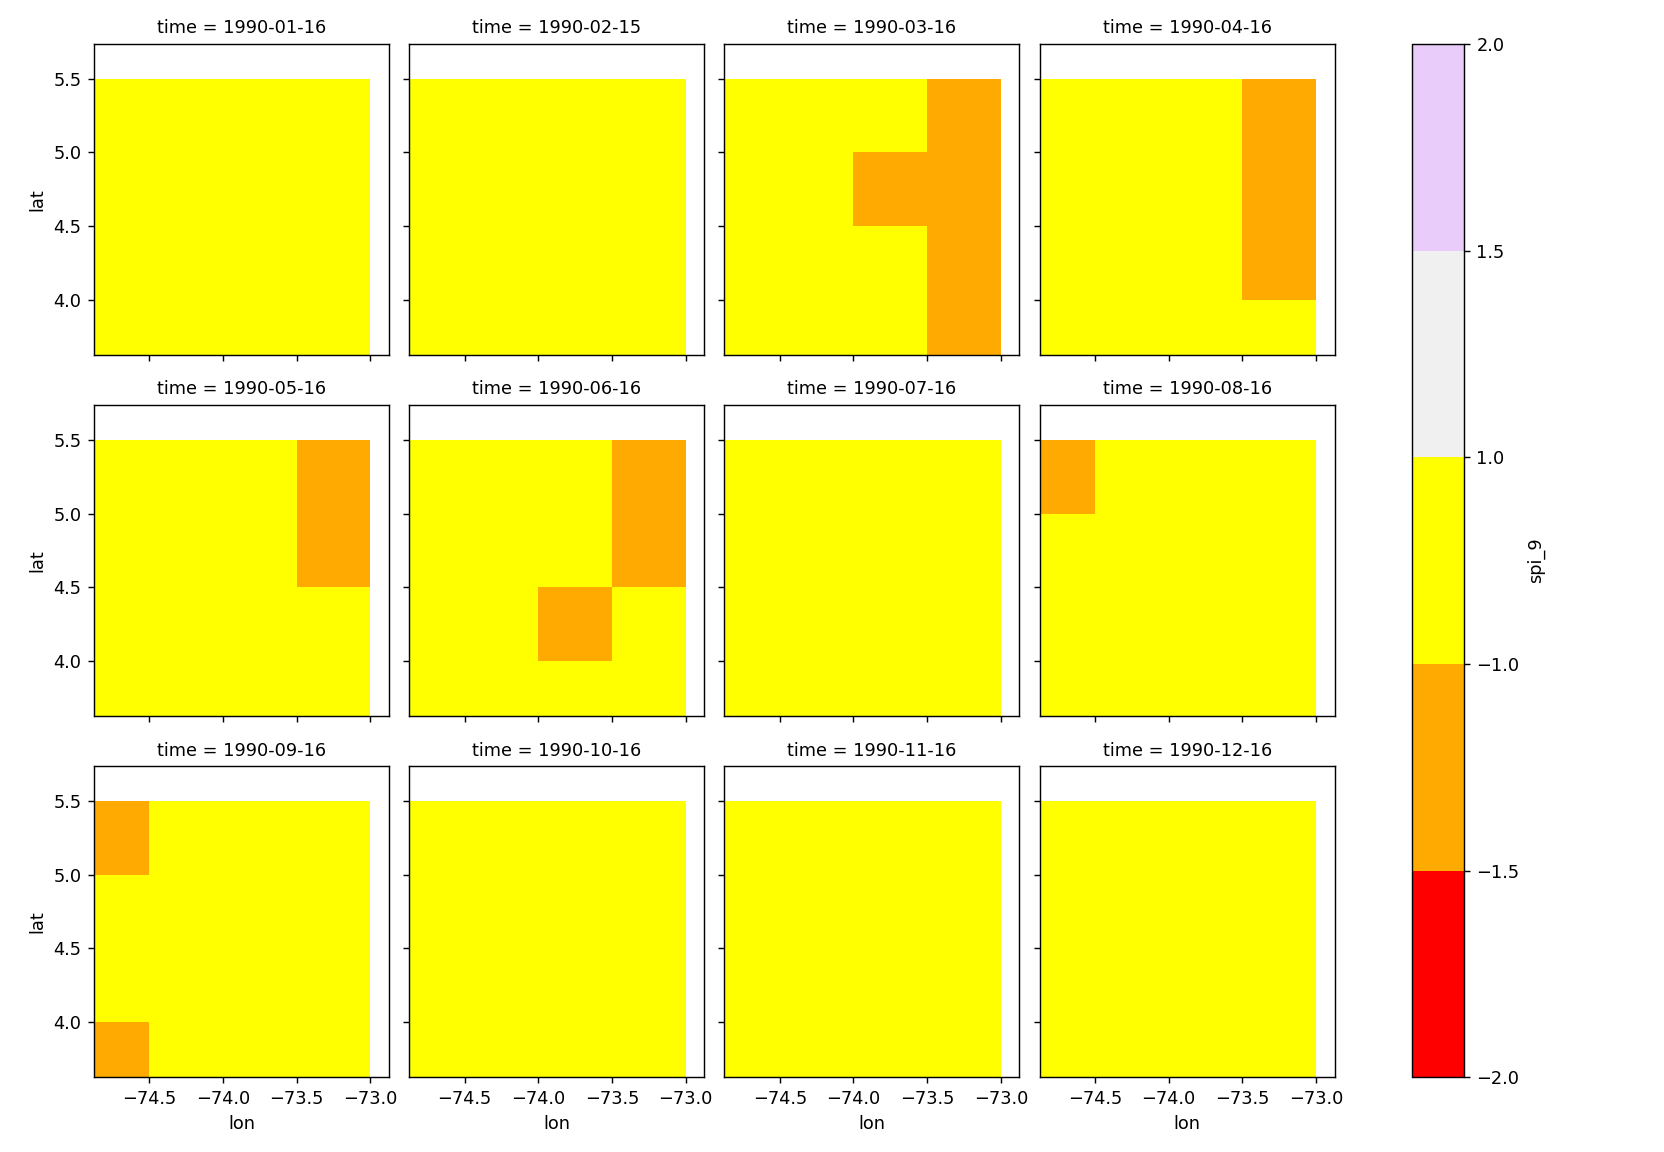 time = 1990-01-16
time = 1990-02-15
time = 1990-03-16
time = 1990-04-16
2.0
5.5
5.0
lat
4.5
4.0
1.5
time = 1990-05-16
time = 1990-06-16
time = 1990-07-16
time = 1990-08-16
1.0
5.5
5.0
lat
4.5
4.0
spi_9
−1.0
time = 1990-09-16
time = 1990-10-16
time = 1990-11-16
time = 1990-12-16
5.5
5.0
lat
4.5
4.0
−1.5
−2.0
−74.5 −74.0 −73.5 −73.0
−74.5 −74.0 −73.5 −73.0
−74.5 −74.0 −73.5 −73.0
−74.5 −74.0 −73.5 −73.0
lon
lon
lon
lon